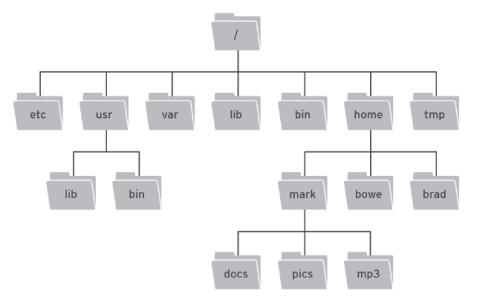 /
etc usr var lib bin home tmp
lib bin mark bowe brad
docs pics mp3